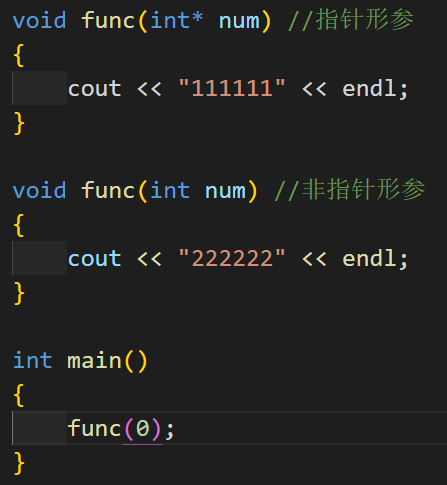 void func(int* num) //指针形参
{
    cout << "111111" << endl;
}
void func(int num) //非指针形参
{
    cout << "222222" << endl;
}
int main()
{
    func(0);
}